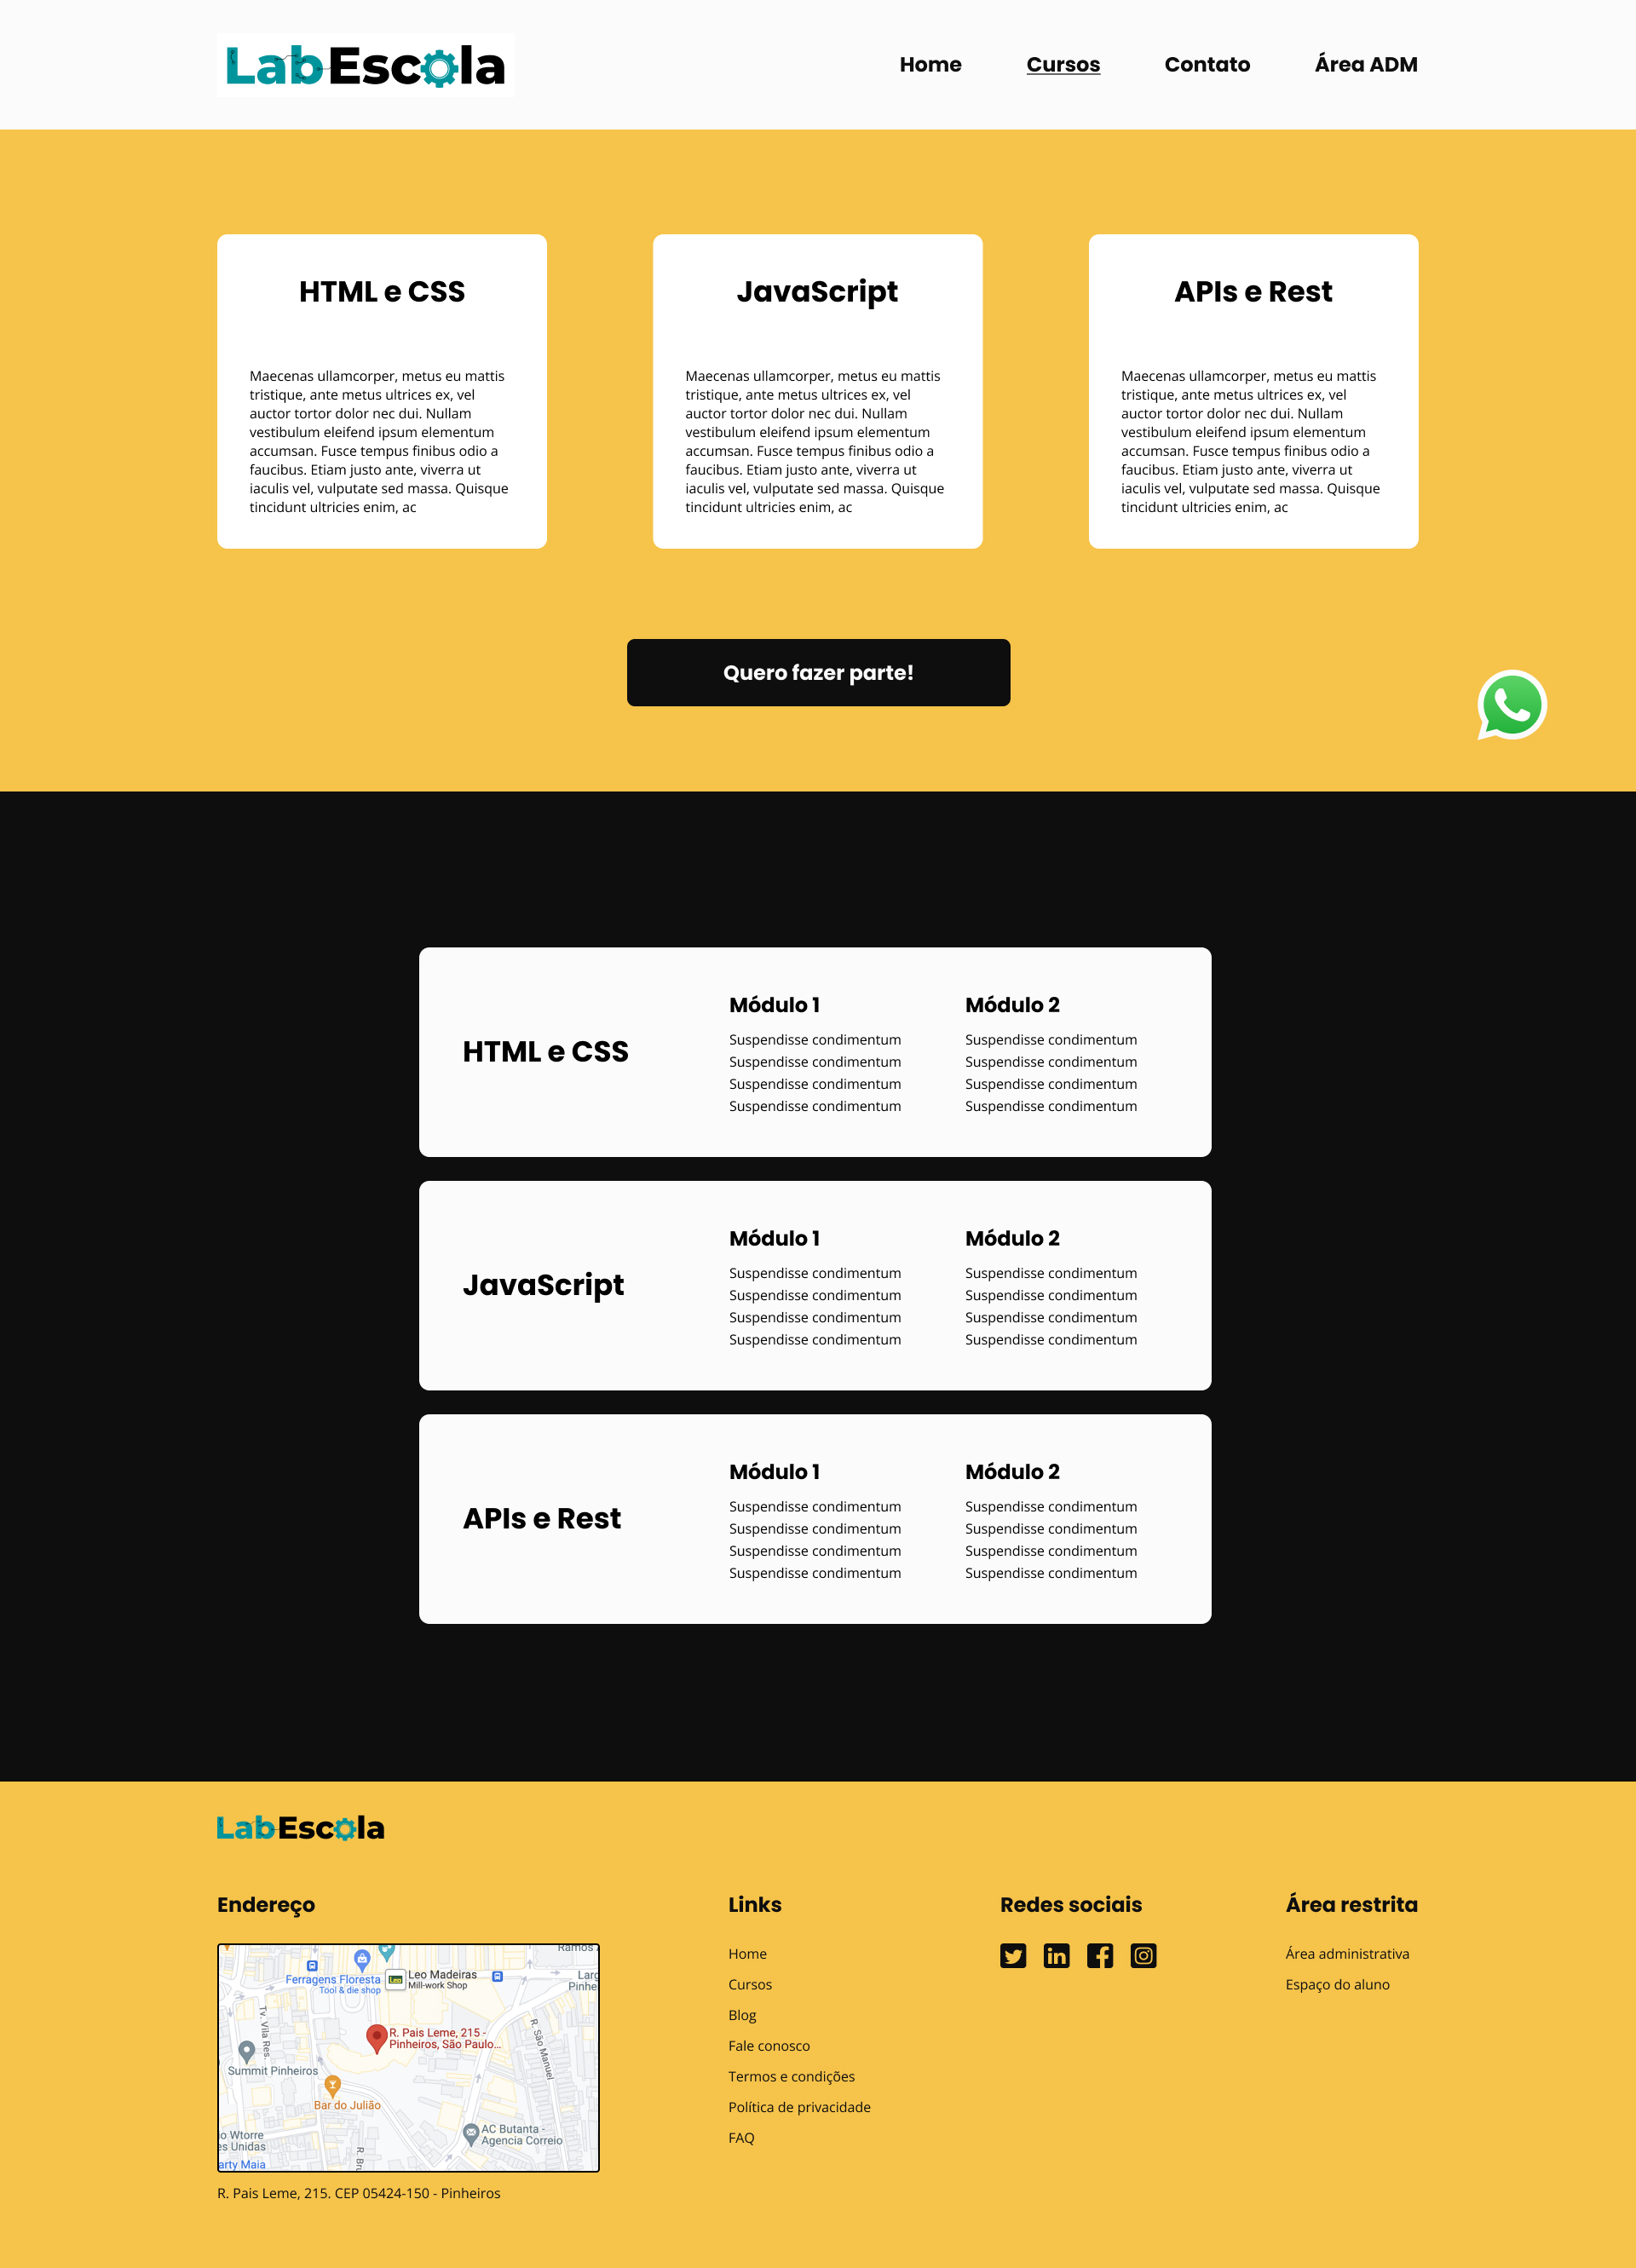 LabEscola
Home Cursos Contato Área ADM
HTML e CSS
Maecenas ullamcorper, metus eu mattis
tristique, ante metus ultrices ex, vel
auctor tortor dolor nec dui. Nullam
vestibulum eleifend ipsum elementum
accumsan. Fusce tempus finibus odio a
faucibus. Etiam justo ante, viverra ut
iaculis vel, vulputate sed massa. Quisque
tincidunt ultricies enim, ac
JavaScript
Maecenas ullamcorper, metus eu mattis
tristique, ante metus ultrices ex, vel
auctor tortor dolor nec dui. Nullam
vestibulum eleifend ipsum elementum
accumsan. Fusce tempus finibus odio a
faucibus. Etiam justo ante, viverra ut
iaculis vel, vulputate sed massa. Quisque
tincidunt ultricies enim, ac
APIs e Rest
Maecenas ullamcorper, metus eu mattis
tristique, ante metus ultrices ex, vel
auctor tortor dolor nec dui. Nullam
vestibulum eleifend ipsum elementum
accumsan. Fusce tempus finibus odio a
faucibus. Etiam justo ante, viverra ut
iaculis vel, vulputate sed massa. Quisque
tincidunt ultricies enim, ac
Quero fazer parte!
HTML e CSS
Módulo 1
Suspendisse condimentum
Suspendisse condimentum
Suspendisse condimentum
Suspendisse condimentum
Módulo 2
Suspendisse condimentum
Suspendisse condimentum
Suspendisse condimentum
Suspendisse condimentum
JavaScript
Módulo 1
Suspendisse condimentum
Suspendisse condimentum
Suspendisse condimentum
Suspendisse condimentum
Módulo 2
Suspendisse condimentum
Suspendisse condimentum
Suspendisse condimentum
Suspendisse condimentum
APIs e Rest
Módulo 1
Suspendisse condimentum
Suspendisse condimentum
Suspendisse condimentum
Suspendisse condimentum
Módulo 2
Suspendisse condimentum
Suspendisse condimentum
Suspendisse condimentum
Suspendisse condimentum
LabEscola
Endereço
Ramos
Ferragens Floresta
Tool & die shop
Leo
Leo Madeiras
Mill-work Shop
Larg
Pinhe
Tv. Vila Res.
R. Pais Leme, 215 -
Pinheiros, São Paulo...
R. São Manuel
Summit Pinheiros
Bar do Julião
AC Butanta -
Agencia Correio
o Wtorre
es Unidas
R. Bru
arty Maia
R. Pais Leme, 215. CEP 05424-150 - Pinheiros
Links
Home
Cursos
Blog
Fale conosco
Termos e condições
Política de privacidade
FAQ
Redes sociais
in
Área restrita
Área administrativa
Espaço do aluno